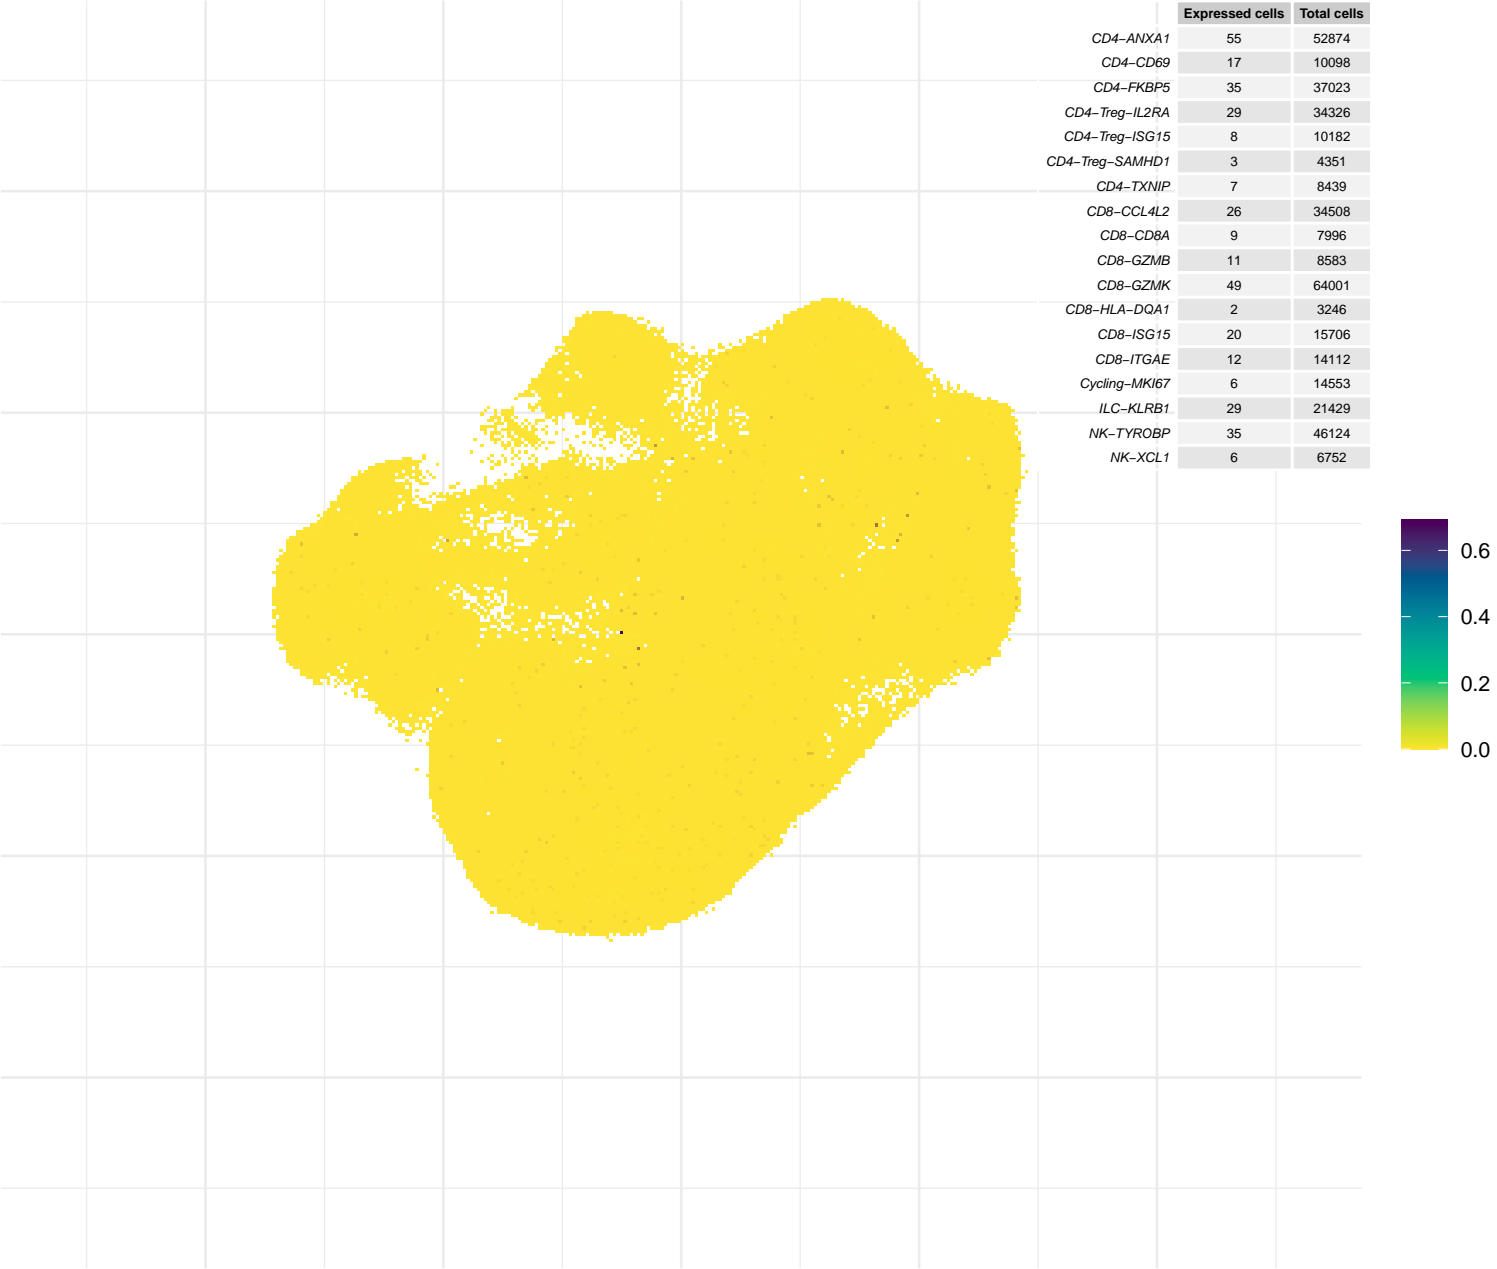 Expressed cells Total cells
CD4−ANXA1 55 52874
CD4−CD69 17 10098
CD4−FKBP5 35 37023
CD4−Treg−IL2RA 29 34326
CD4−Treg−ISG15 8 10182
CD4−Treg−SAMHD1 3 4351
CD4−TXNIP 7 8439
CD8−CCL4L2 26 34508
CD8−CD8A 9 7996
CD8−GZMB 11 8583
CD8−GZMK 49 64001
CD8−HLA−DQA1 2 3246
CD8−ISG15 20 15706
CD8−ITGAE 12 14112
Cycling−MKI67 6 14553
ILC−KLRB1 29 21429
NK−TYROBP 35 46124
NK−XCL1 6 6752
0.6
0.4
0.2
0.0